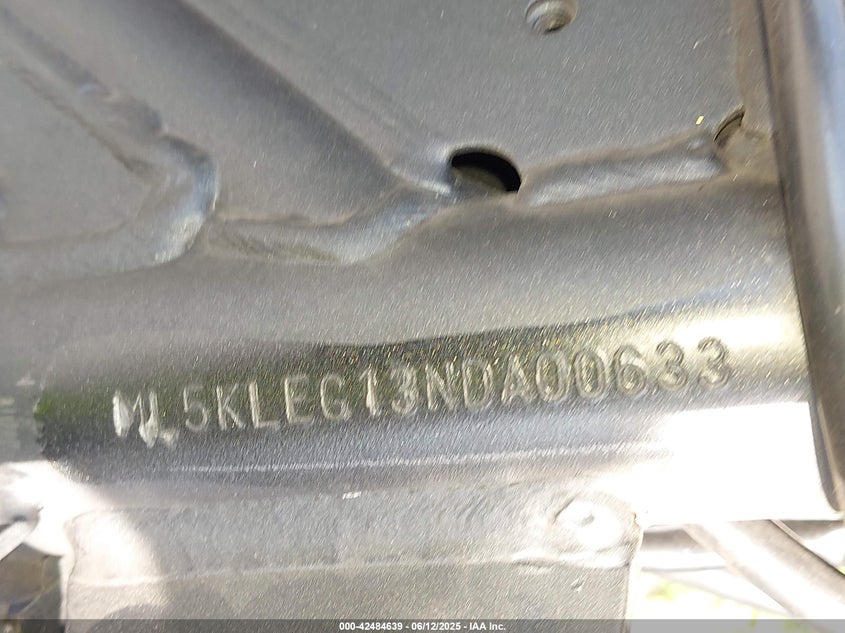 ML5KLEG13NDA00633
000-42484639 - 06/12/2025 - IAA Inc.